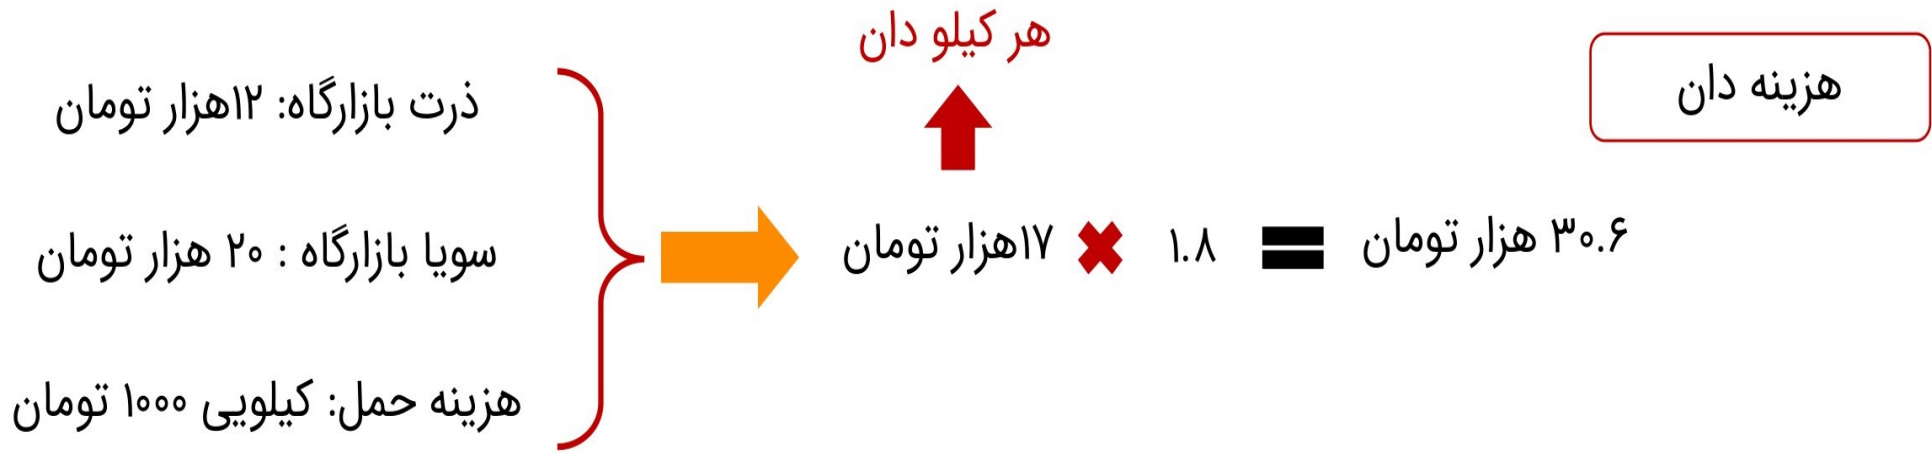 هزینه دان
هر کیلو دان
ذرت بازارگاه: ۱۲هزار تومان
سویا بازارگاه : ۲۰ هزار تومان
هزینه حمل: کیلویی ۱۰۰۰ تومان
۱۷هزار تومان ✖ ۱.۸ = ۳۰.۶ هزار تومان